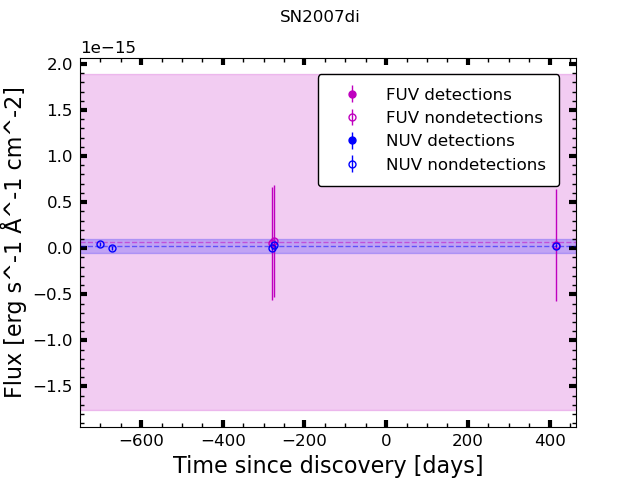 SN2007di
1e−15
2.0
1.5
1.0
0.5
0.0
−0.5
−1.0
−1.5
Flux [erg s^-1 Å^-1 cm^-2]
FUV detections
FUV nondetections
NUV detections
NUV nondetections
−600 −400 −200 0 200 400
Time since discovery [days]